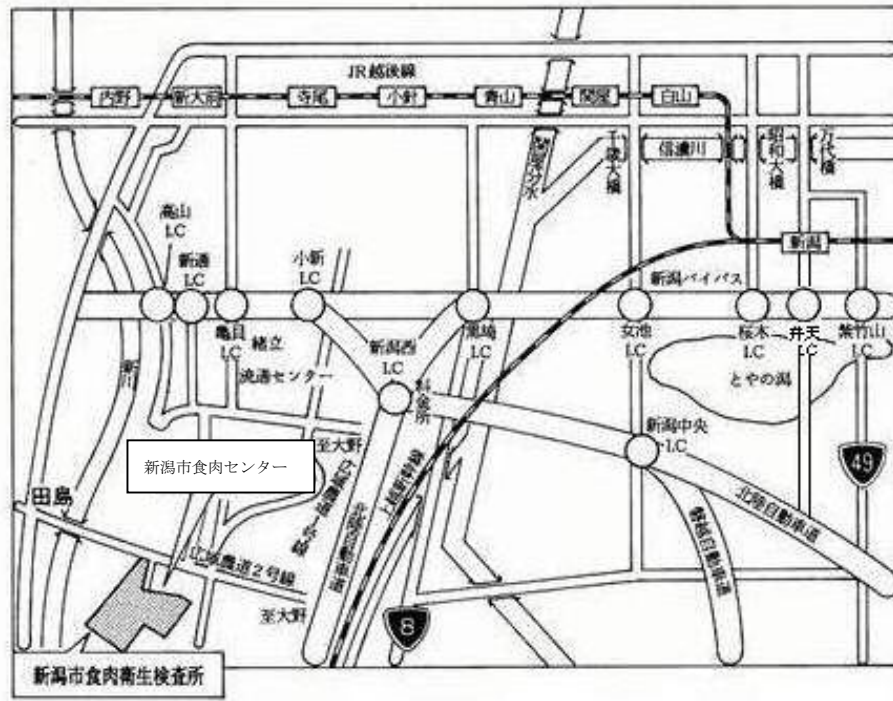 JR越後線
内野
新大前
寺尾
小針
青山
関屋
白山
関屋分水
千歳大橋
信濃川
昭和大橋
万代橋
高山
I.C
新通
I.C
小新
I.C
新潟バイパス
新潟
亀貝
I.C
新潟西
I.C
黒崎
I.C
女池
I.C
桜木
I.C
弁天
I.C
紫竹山
I.C
流通センター
新川
料金所
とやの潟
新潟中央
I.C
至大野
新潟市食肉センター
田島
広域農道1号線
上越新幹線
北陸自動車道
49
北陸自動車道
磐越自動車道
広域農道2号線
至大野
8
新潟市食肉衛生検査所